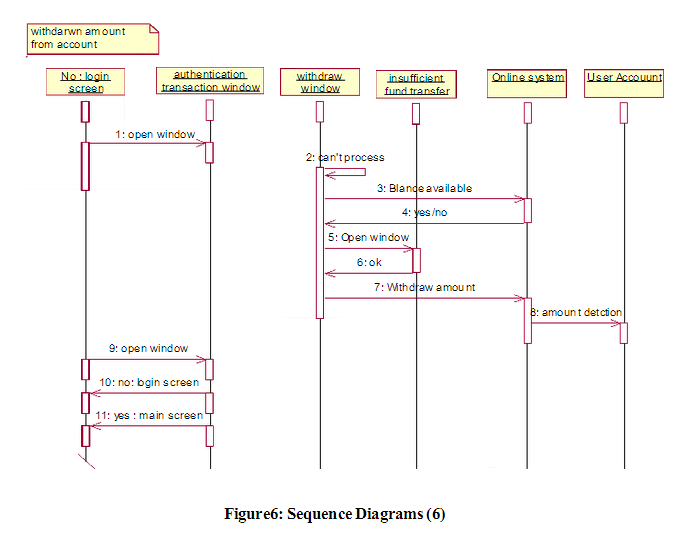 withdarwn amount
from account
No : login
screen
authentication
transaction window
withdraw
window
insufficient
fund transfer
Online system
User Accouunt
1: open window
2: can't process
3: Blance available
4: yes/no
5: Open window
6: ok
7: Withdraw amount
8: amount detction
9: open window
10: no: login screen
11: yes : main screen
Figure6: Sequence Diagrams (6)